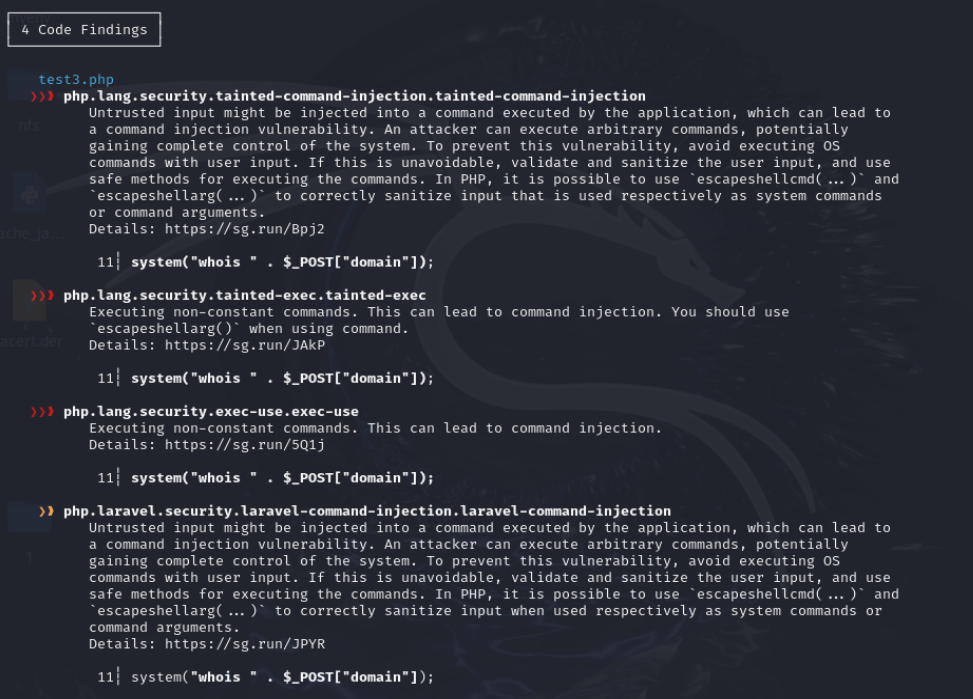 4 Code Findings
test3.php
❯❯❱ php.lang.security.tainted-command-injection.tainted-command-injection
Untrusted input might be injected into a command executed by the application, which can lead to
a command injection vulnerability. An attacker can execute arbitrary commands, potentially
gaining complete control of the system. To prevent this vulnerability, avoid executing OS
commands with user input. If this is unavoidable, validate and sanitize the user input, and use
safe methods for executing the commands. In PHP, it is possible to use `escapeshellcmd(...)` and
`escapeshellarg(...)` to correctly sanitize input that is used respectively as system commands
or command arguments.
Details: https://sg.run/Bpj2
11┆ system("whois " . $_POST["domain"]);
❯❯❱ php.lang.security.tainted-exec.tainted-exec
Executing non-constant commands. This can lead to command injection. You should use
`escapeshellarg()` when using command.
Details: https://sg.run/JAkP
11┆ system("whois " . $_POST["domain"]);
❯❯❱ php.lang.security.exec-use.exec-use
Executing non-constant commands. This can lead to command injection.
Details: https://sg.run/5Q1j
11┆ system("whois " . $_POST["domain"]);
❯❱ php.laravel.security.laravel-command-injection.laravel-command-injection
Untrusted input might be injected into a command executed by the application, which can lead to
a command injection vulnerability. An attacker can execute arbitrary commands, potentially
gaining complete control of the system. To prevent this vulnerability, avoid executing OS
commands with user input. If this is unavoidable, validate and sanitize the user input, and use
safe methods for executing the commands. In PHP, it is possible to use `escapeshellcmd(...)` and
`escapeshellarg(...)` to correctly sanitize input when used respectively as system commands or
command arguments.
Details: https://sg.run/JPYR
11┆ system("whois " . $_POST["domain"]);